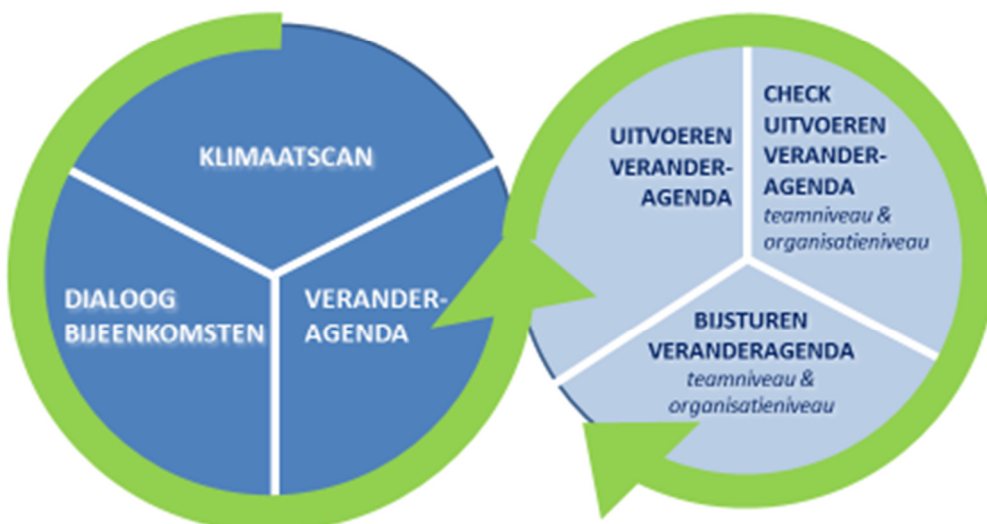 KLIMAATSCAN
DIALOOG
BIJEENKOMSTEN
VERANDER-
AGENDA
UITVOEREN
VERANDER-
AGENDA
CHECK
UITVOEREN
VERANDER-
AGENDA
teamniveau &
organisatieniveau
BIJSTUREN
VERANDERAGENDA
teamniveau &
organisatieniveau